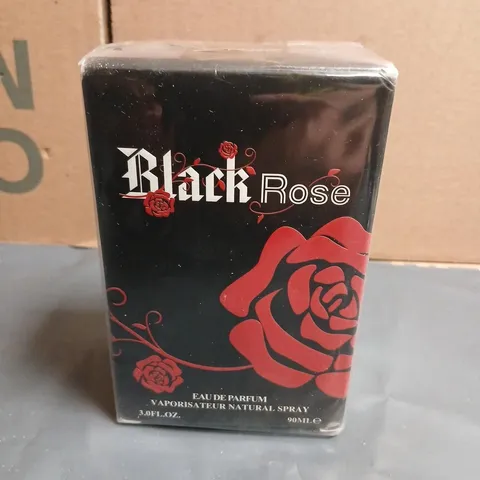 Black Rose
EAU DE PARFUM
VAPORISATEUR NATURAL SPRAY
3.0FL.OZ. 90ML℮